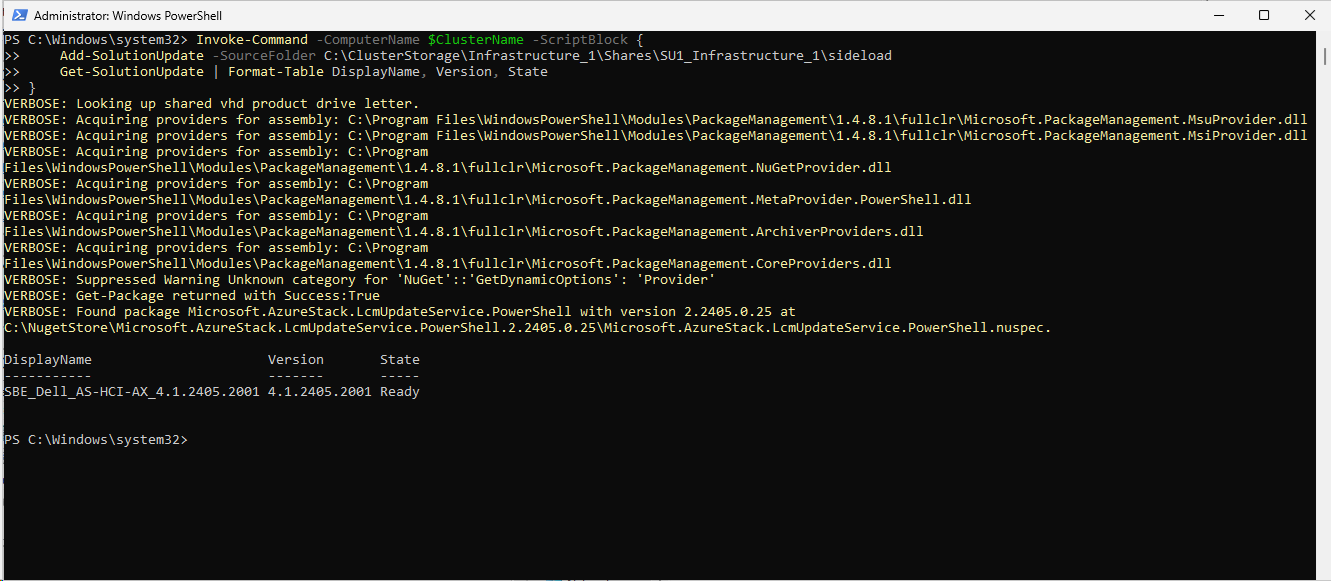 Administrator: Windows PowerShell
PS C:\Windows\system32> Invoke-Command -ComputerName $ClusterName -ScriptBlock {
>>     Add-SolutionUpdate -SourceFolder C:\ClusterStorage\Infrastructure_1\Shares\SU1_Infrastructure_1\sideload
>>     Get-SolutionUpdate | Format-Table DisplayName, Version, State
>> }
VERBOSE: Looking up shared vhd product drive letter.
VERBOSE: Acquiring providers for assembly: C:\Program Files\WindowsPowerShell\Modules\PackageManagement\1.4.8.1\fullclr\Microsoft.PackageManagement.MsuProvider.dll
VERBOSE: Acquiring providers for assembly: C:\Program Files\WindowsPowerShell\Modules\PackageManagement\1.4.8.1\fullclr\Microsoft.PackageManagement.MsiProvider.dll
VERBOSE: Acquiring providers for assembly: C:\Program
Files\WindowsPowerShell\Modules\PackageManagement\1.4.8.1\fullclr\Microsoft.PackageManagement.NuGetProvider.dll
VERBOSE: Acquiring providers for assembly: C:\Program
Files\WindowsPowerShell\Modules\PackageManagement\1.4.8.1\fullclr\Microsoft.PackageManagement.MetaProvider.PowerShell.dll
VERBOSE: Acquiring providers for assembly: C:\Program
Files\WindowsPowerShell\Modules\PackageManagement\1.4.8.1\fullclr\Microsoft.PackageManagement.ArchiverProviders.dll
VERBOSE: Acquiring providers for assembly: C:\Program
Files\WindowsPowerShell\Modules\PackageManagement\1.4.8.1\fullclr\Microsoft.PackageManagement.CoreProviders.dll
VERBOSE: Suppressed Warning Unknown category for 'NuGet'::'GetDynamicOptions': 'Provider'
VERBOSE: Get-Package returned with Success:True
VERBOSE: Found package Microsoft.AzureStack.LcmUpdateService.PowerShell with version 2.2405.0.25 at
C:\NugetStore\Microsoft.AzureStack.LcmUpdateService.PowerShell.2.2405.0.25\Microsoft.AzureStack.LcmUpdateService.PowerShell.nuspec.
DisplayName                      Version       State
-----------                      -------       -----
SBE_Dell_AS-HCI-AX_4.1.2405.2001 4.1.2405.2001 Ready
PS C:\Windows\system32>